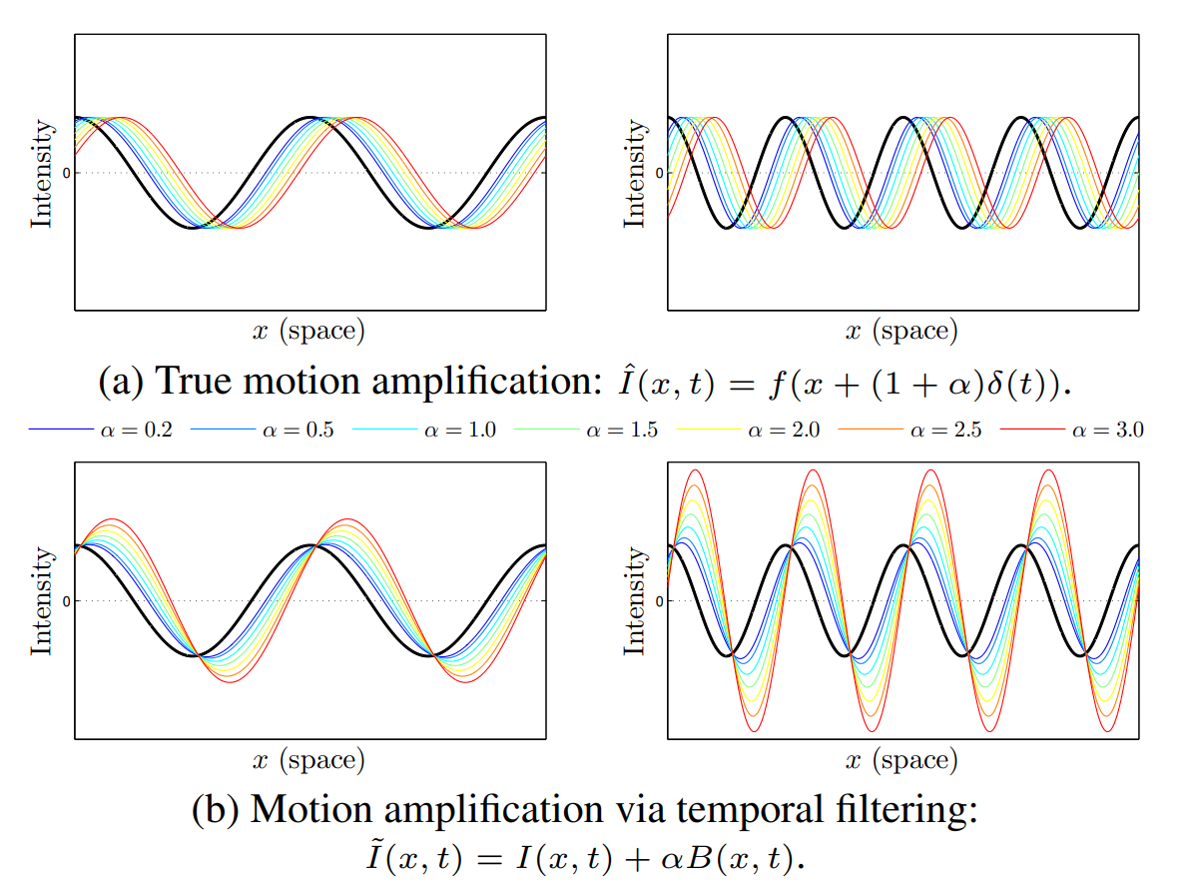 Intensity
0
x (space)
Intensity
0
x (space)
(a) True motion amplification: Î(x, t) = f(x + (1 + α)δ(t)).
α = 0.2 α = 0.5 α = 1.0 α = 1.5 α = 2.0 α = 2.5 α = 3.0
Intensity
0
x (space)
Intensity
0
x (space)
(b) Motion amplification via temporal filtering:
Ĩ(x, t) = I(x, t) + αB(x, t).